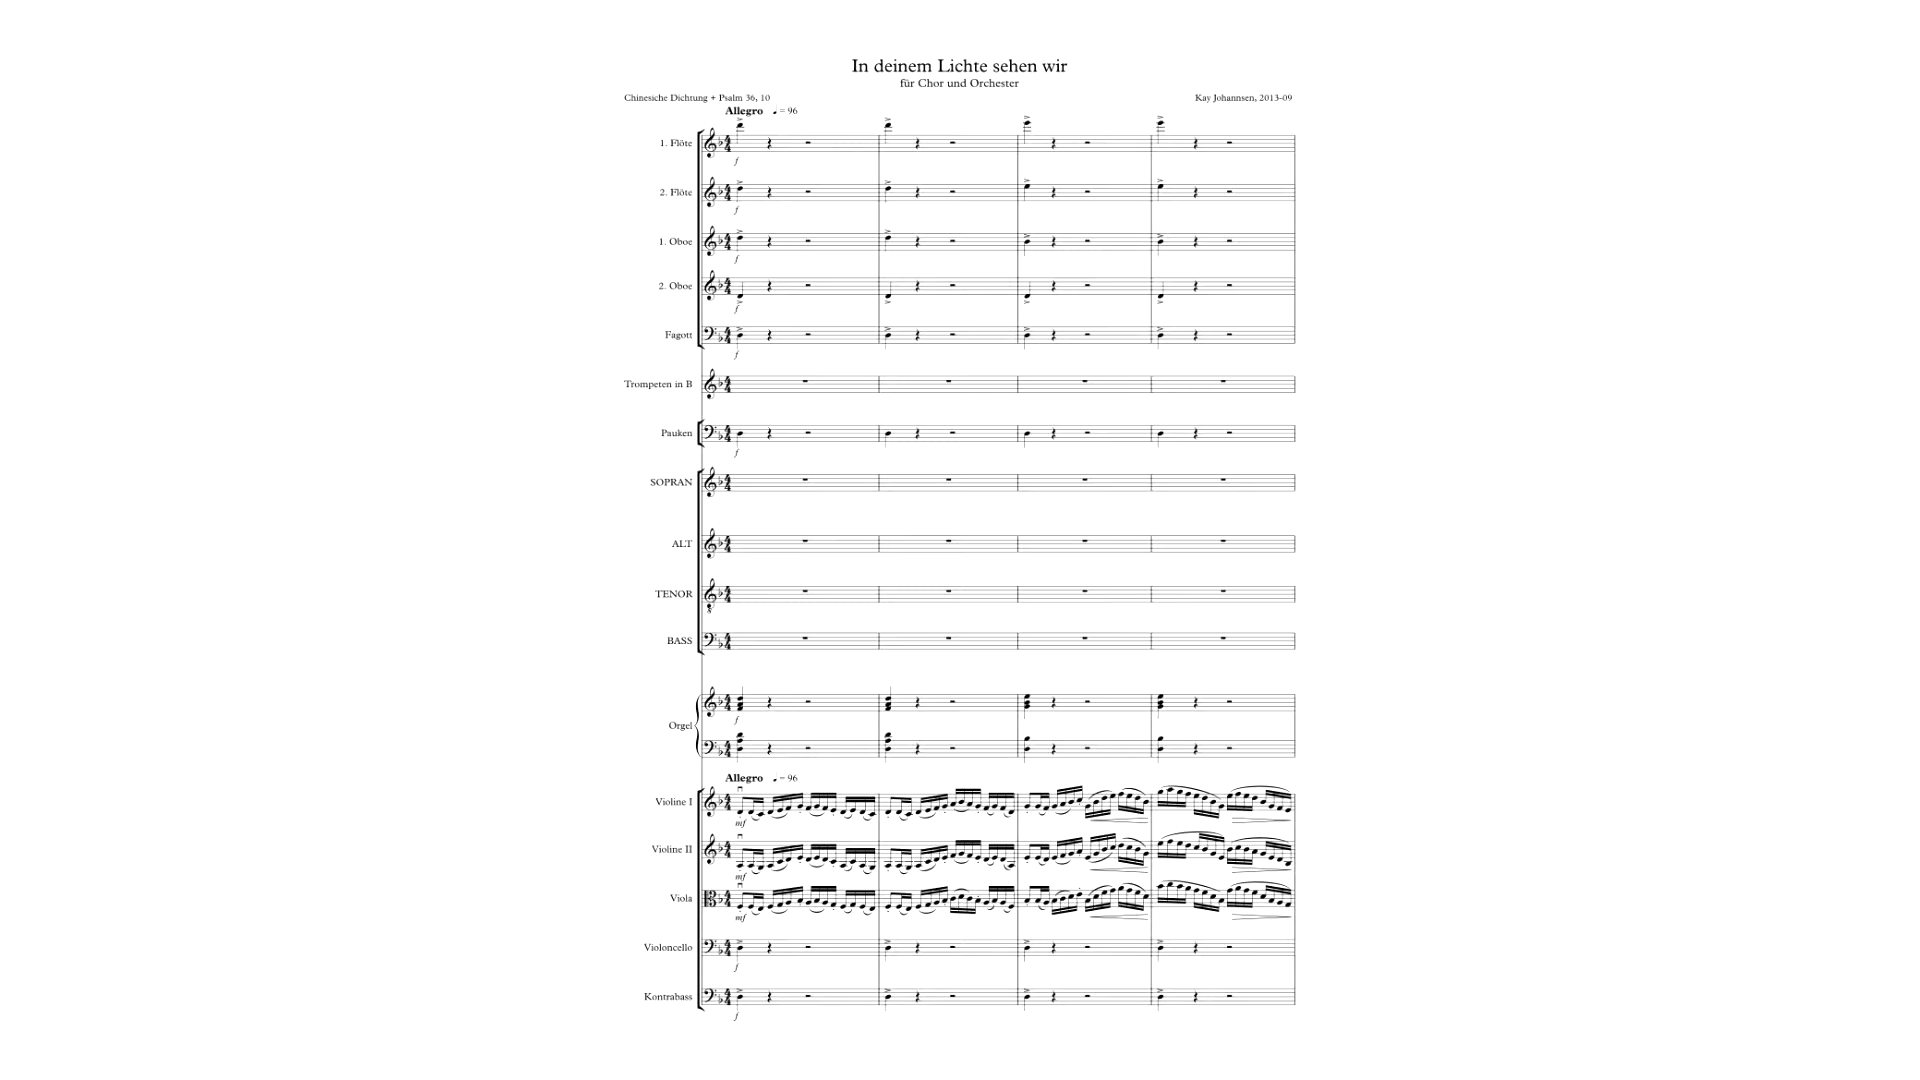 In deinem Lichte sehen wir
für Chor und Orchester
Chinesiche Dichtung + Psalm 36, 10
Kay Johannsen, 2013-09
Allegro ♩ = 96
1. Flöte
f
2. Flöte
f
1. Oboe
f
2. Oboe
f
Fagott
f
Trompeten in B
Pauken
f
SOPRAN
ALT
TENOR
BASS
Orgel
f
Allegro ♩ = 96
Violine I
mf
Violine II
mf
Viola
mf
Violoncello
f
Kontrabass
f